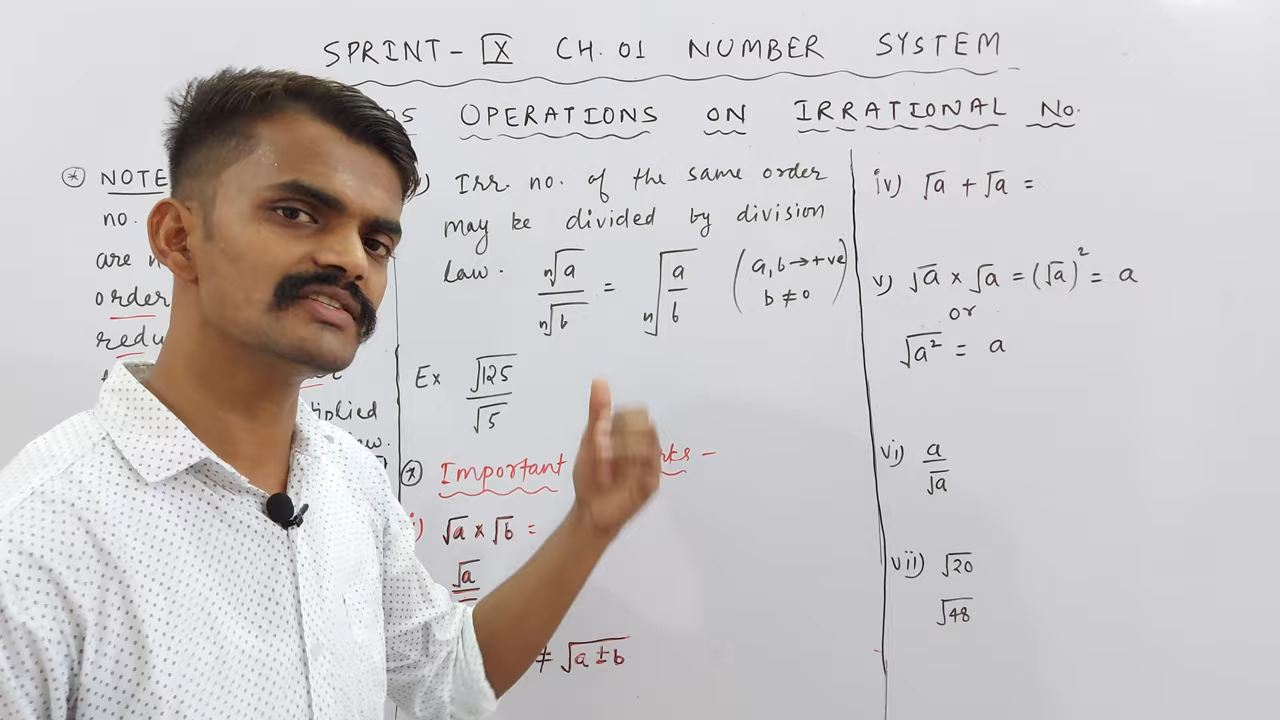 SPRINT- IX CH. 01 NUMBER SYSTEM
05 OPERATIONS ON IRRATIONAL No.
* NOTE
no.
are
order
redu
Irr. no. of the same order
may be divided by division
law.
ⁿ√a / ⁿ√b = ⁿ√(a/b) (a, b → +ve
b ≠ 0)
Ex √125 / √5
* Important
i) √a × √b =
√a
≠ √(a ± b)
iv) √a + √a =
v) √a × √a = (√a)² = a
or
√a² = a
vi) a / √a
vii) √20
√48